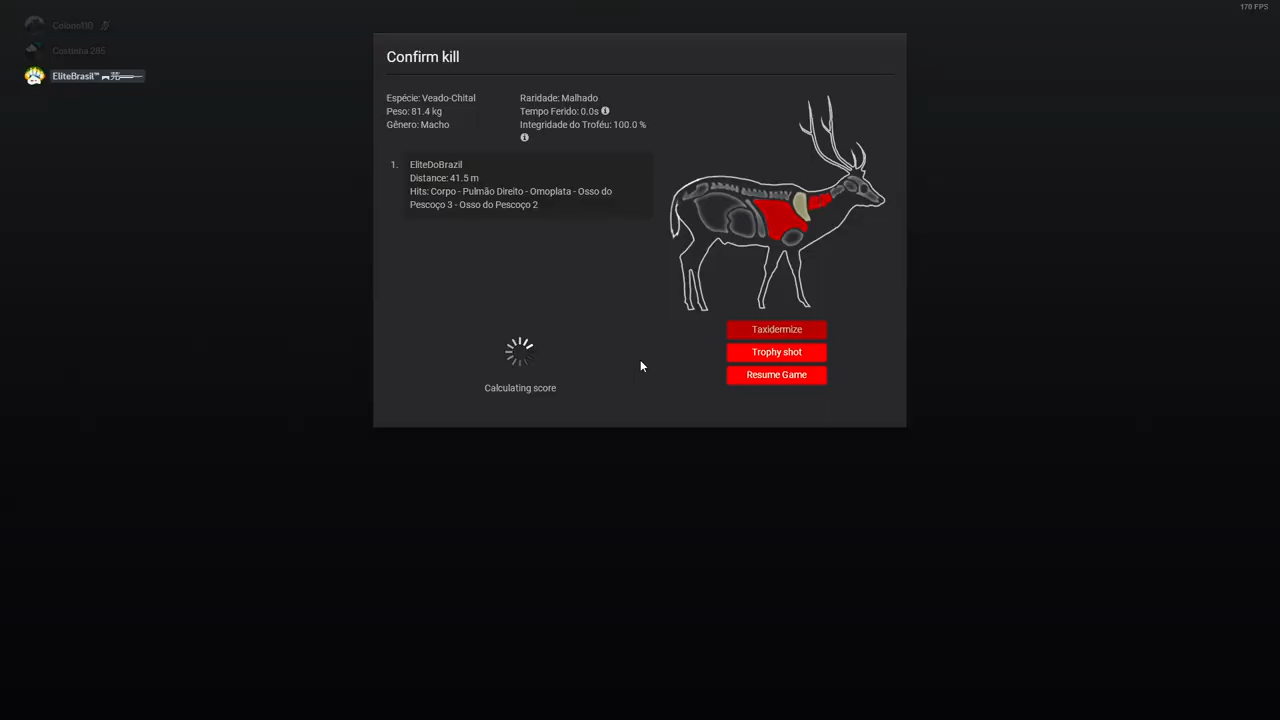 170 FPS
Colono110
Costinha 285
EliteBrasil™
Confirm kill
Espécie: Veado-Chital
Peso: 81.4 kg
Gênero: Macho
Raridade: Malhado
Tempo Ferido: 0.0s
Integridade do Troféu: 100.0 %
1. EliteDoBrazil
Distance: 41.5 m
Hits: Corpo - Pulmão Direito - Omoplata - Osso do
Pescoço 3 - Osso do Pescoço 2
Taxidermize
Trophy shot
Resume Game
Calculating score